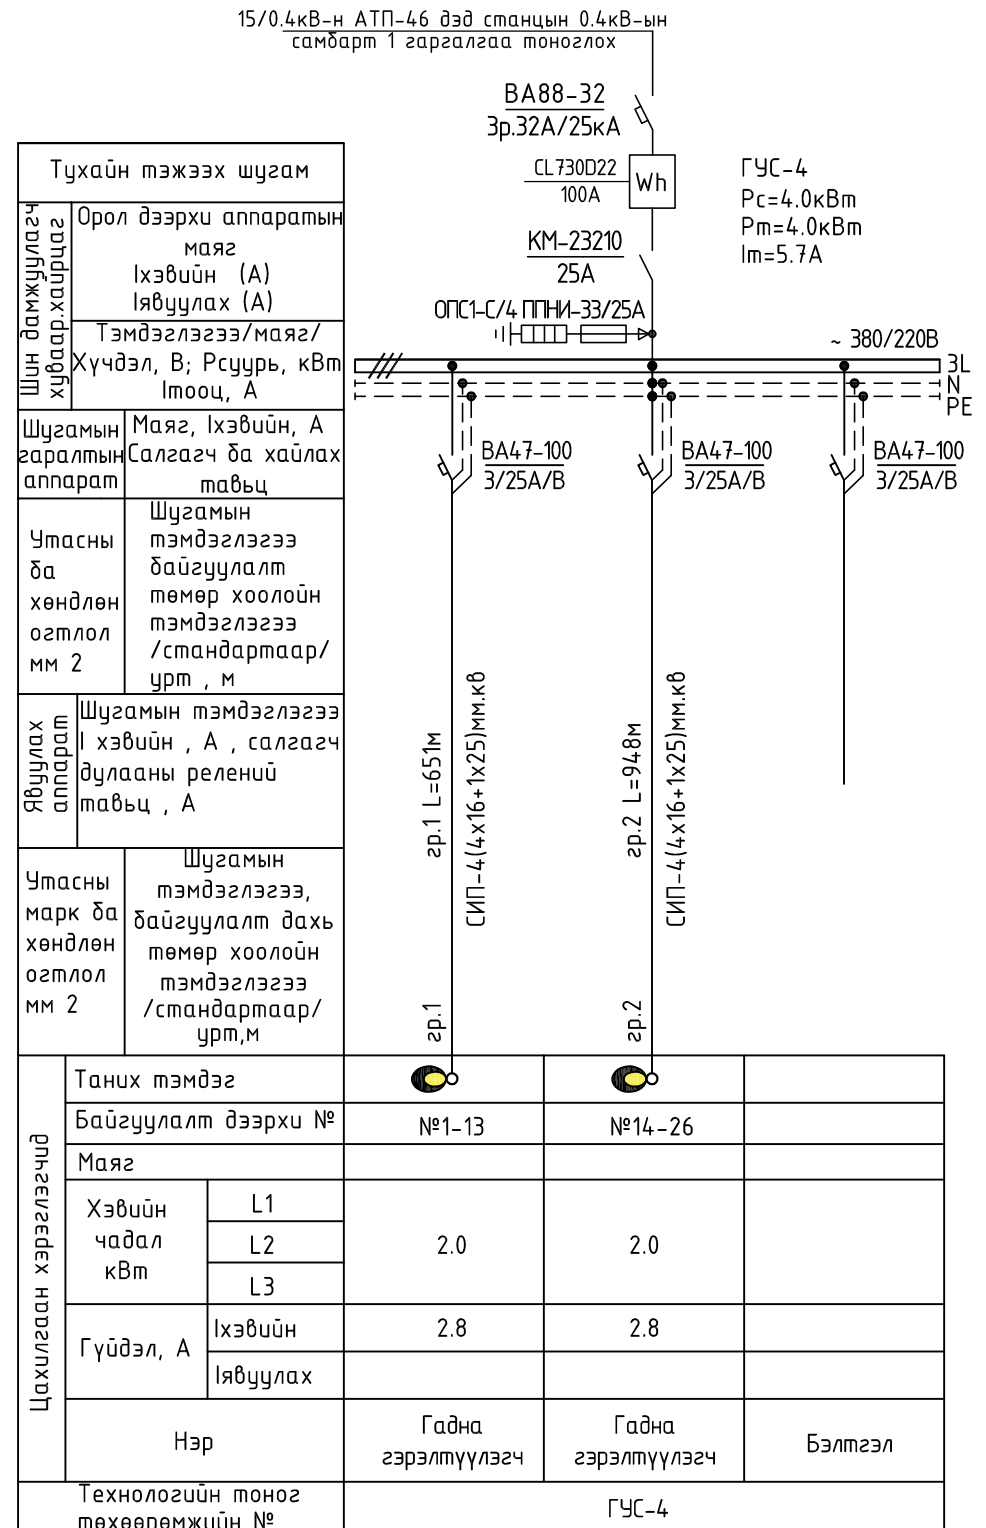 15/0.4кВ-н АТП-46 дэд станцын 0.4кВ-ын
самбарт 1 гаргалгаа тоноглох
ВА88-32
3р.32А/25кА
CL730D22
100А
Wh
КМ-23210
25А
ГУС-4
Рс=4.0кВт
Рт=4.0кВт
Iт=5.7А
ОПС1-С/4 ППНИ-33/25А
~ 380/220В
3L
N
PE
ВА47-100
3/25А/В
ВА47-100
3/25А/В
ВА47-100
3/25А/В
Тухайн тэжээх шугам
Шин дамжуулагч
хуваар.хайрцаг
Орол дээрхи аппаратын
маяг
Iхэвийн (А)
Iявуулах (А)
Тэмдэглэгээ/маяг/
Хүчдэл, В; Рсуурь, кВт
Iтооц, А
Шугамын
гаралтын
аппарат
Маяг, Iхэвийн, А
Салгагч ба хайлах
тавьц
Утасны
ба
хөндлөн
огтлол
мм 2
Шугамын
тэмдэглэгээ
байгуулалт
төмөр хоолойн
тэмдэглэгээ
/стандартаар/
урт , м
Явуулах
аппарат
Шугамын тэмдэглэгээ
I хэвийн , А , салгагч
дулааны релений
тавьц , А
Утасны
марк ба
хөндлөн
огтлол
мм 2
Шугамын
тэмдэглэгээ,
байгуулалт дахь
төмөр хоолойн
тэмдэглэгээ
/стандартаар/
урт,м
гр.1 L=651м
СИП-4(4х16+1х25)мм.кв
гр.2 L=948м
СИП-4(4х16+1х25)мм.кв
гр.1
гр.2
Цахилгаан хэрэглэгчид
Таних тэмдэг
Байгуулалт дээрхи № №1-13 №14-26
Маяг
Хэвийн
чадал
кВт
L1
L2 2.0 2.0
L3
Гүйдэл, А
Iхэвийн 2.8 2.8
Iявуулах
Нэр
Гадна
гэрэлтүүлэгч
Гадна
гэрэлтүүлэгч
Бэлтгэл
Технологийн тоног
төхөөрөмжийн №
ГУС-4